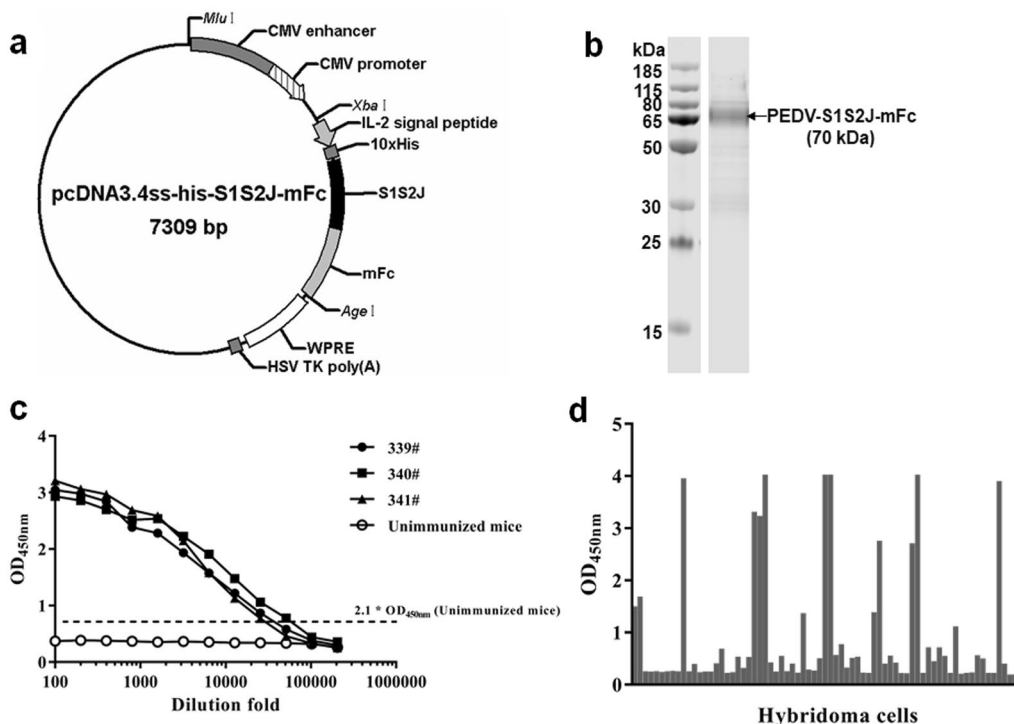 a
Mlu I
CMV enhancer
CMV promoter
Xba I
IL-2 signal peptide
10xHis
pcDNA3.4ss-his-S1S2J-mFc
7309 bp
S1S2J
mFc
Age I
WPRE
HSV TK poly(A)
b
kDa
185
115
80
65
50
30
25
15
PEDV-S1S2J-mFc
(70 kDa)
c
4
3
2
1
0
OD450nm
339#
340#
341#
Unimmunized mice
2.1 * OD450nm (Unimmunized mice)
100
1000
10000
100000
1000000
Dilution fold
d
5
4
3
2
1
0
OD450nm
Hybridoma cells